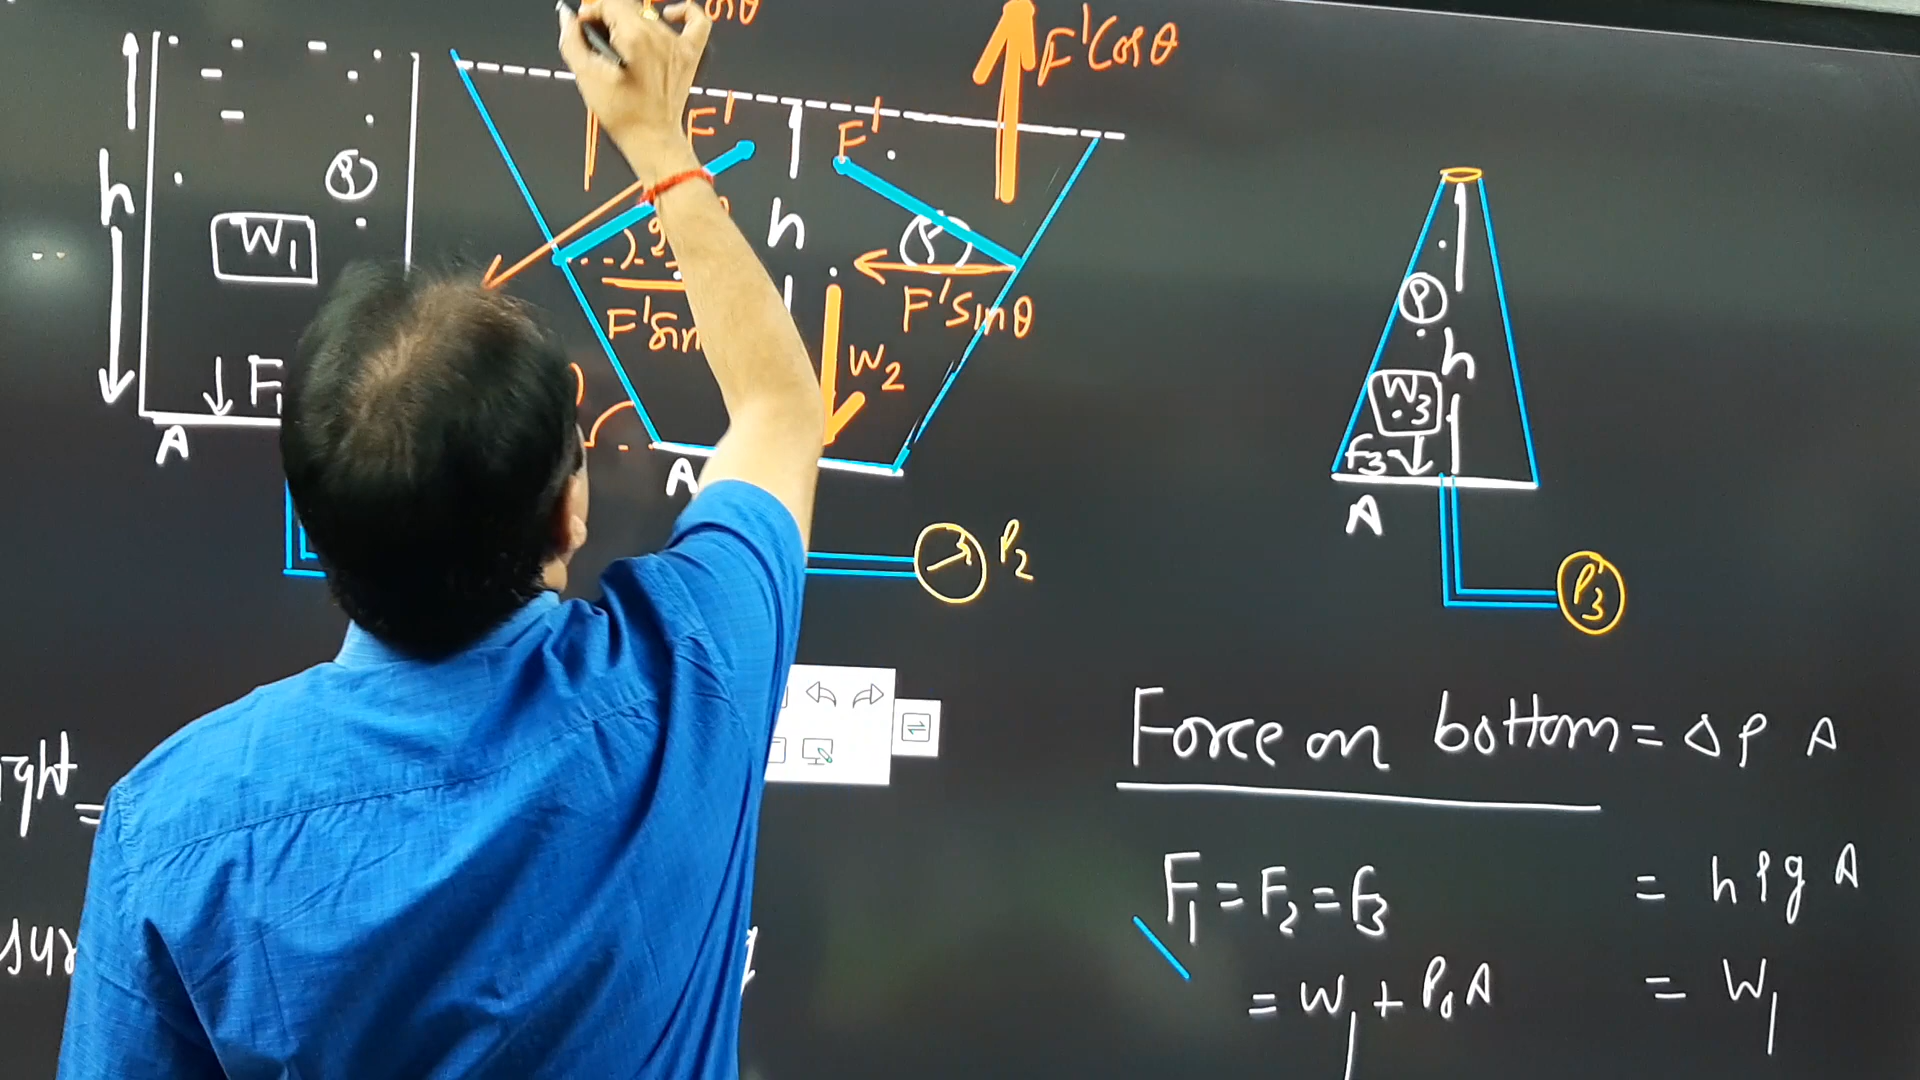 F'Cosθ
F'
F'
h
ρ
W₁
h
F'Sinθ
F'Sin
W₂
F₁
A
A
P₂
ρ
h
W₃
F₃
A
P₃
Force on bottom = ΔP A
F₁ = F₂ = F₃
= hρg A
= W₁ + P₀A
= W₁